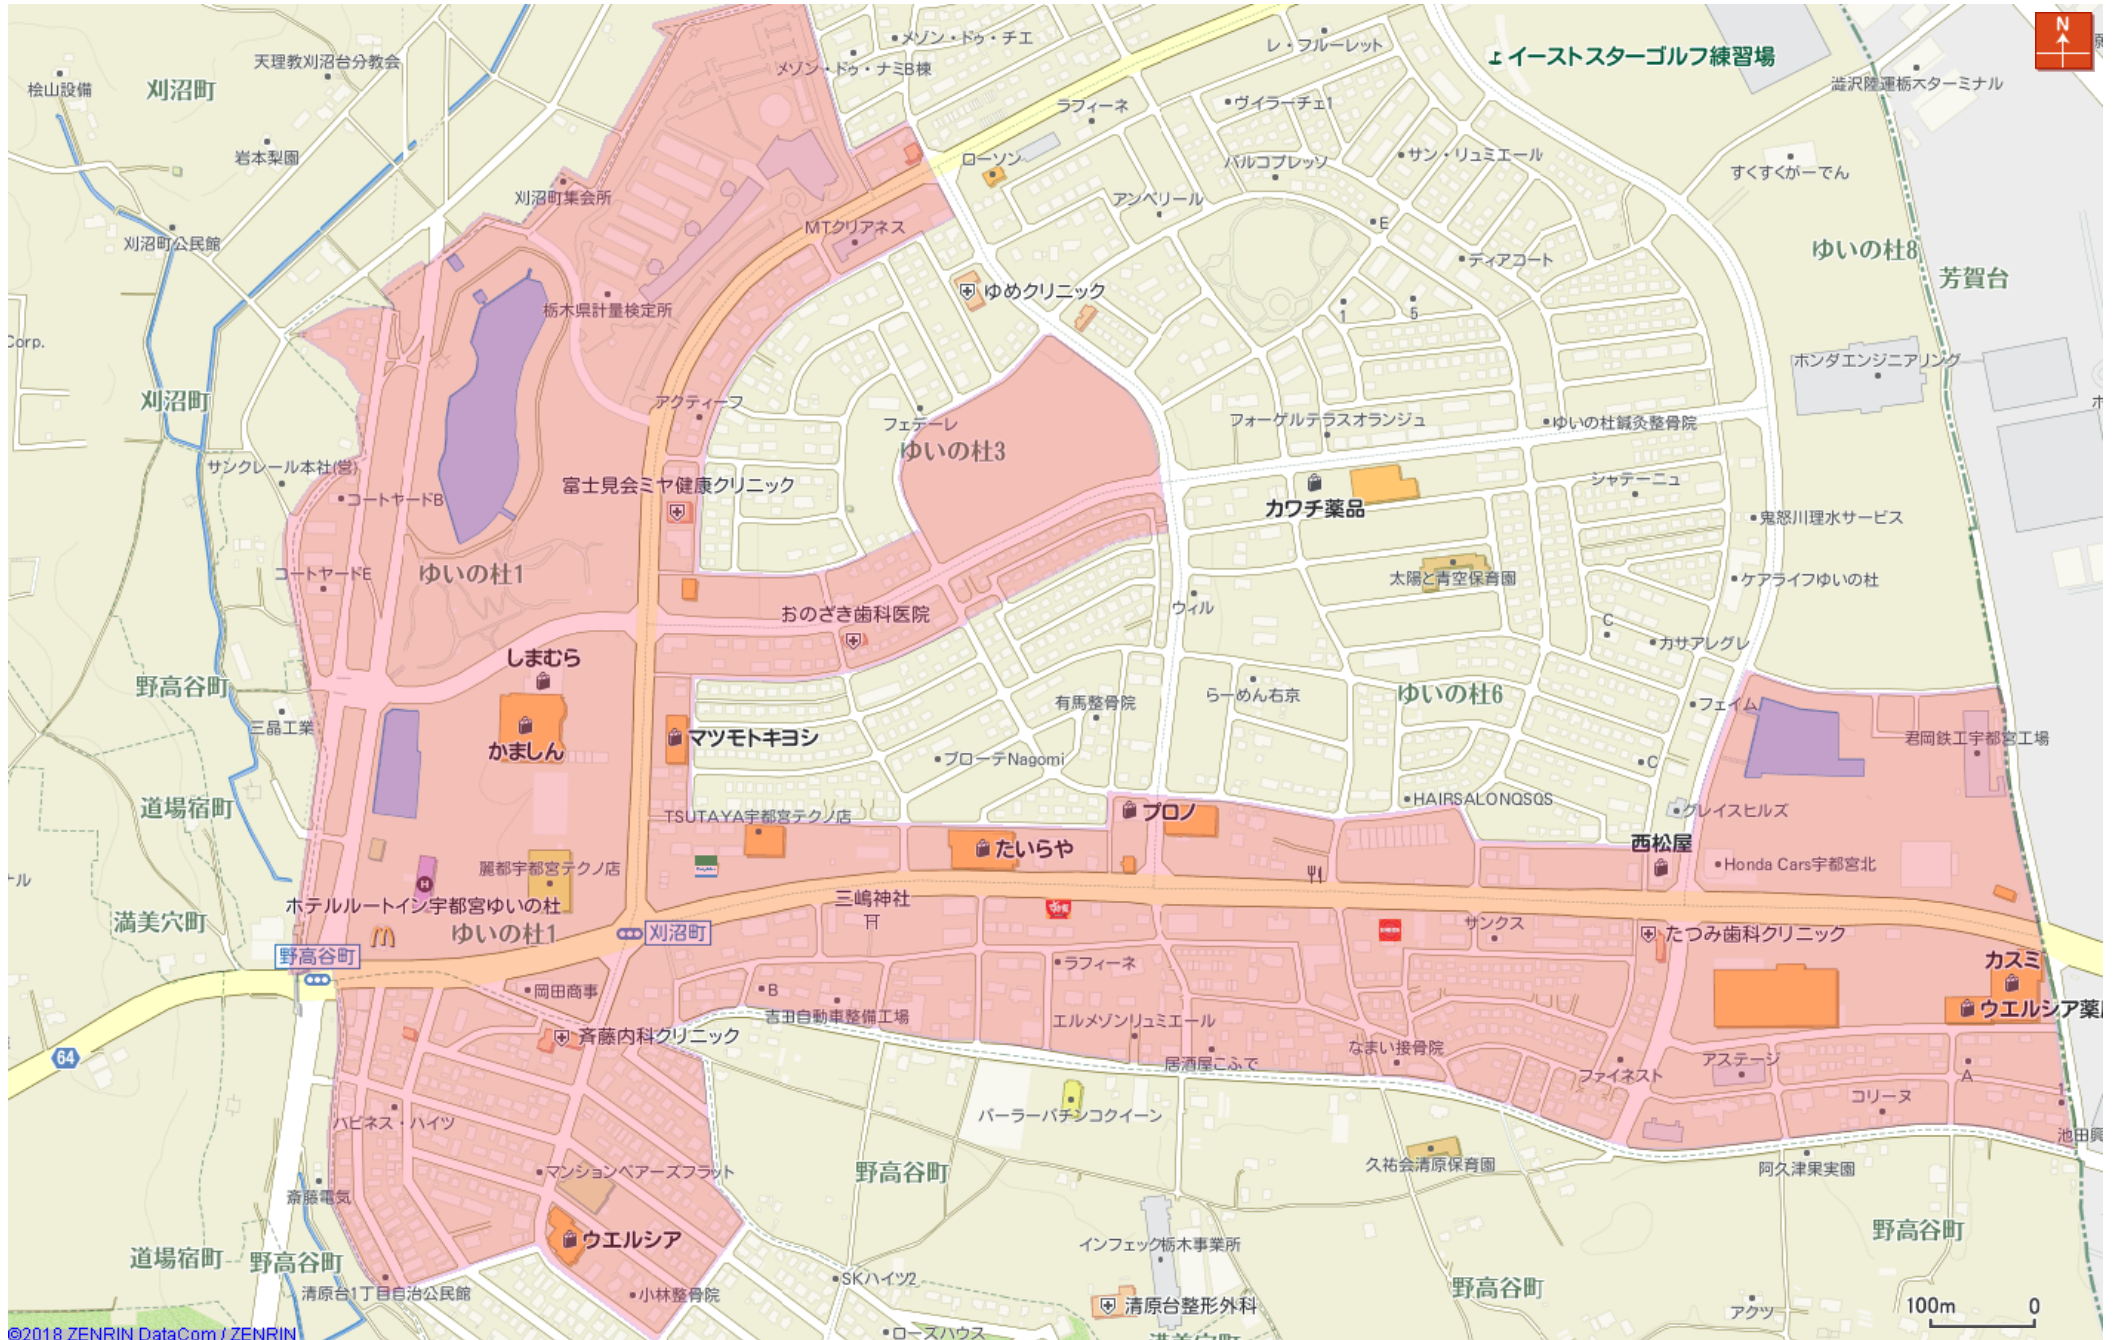 メゾン・ドゥ・チエ
レ・フルーレット
イーストスターゴルフ練習場
N
天理教刈沼台分教会
メゾン・ドゥ・ナミB棟
桧山設備
刈沼町
澁沢陸運栃木ターミナル
ラフィーネ
ヴィラーチェ1
岩本梨園
ローソン
バルコプレッソ
サン・リュミエール
すくすくがーでん
刈沼町集会所
アンベリール
刈沼町公民館
MTクリアネス
E
ゆいの杜8
ディアコート
芳賀台
ゆめクリニック
栃木県計量検定所
1
5
Corp.
ホンダエンジニアリング
刈沼町
アクティーフ
フェデーレ
フォーゲルテラスオランジュ
ゆいの杜鍼灸整骨院
ゆいの杜3
サンクレール本社(営)
コートヤードB
富士見会ミヤ健康クリニック
シャテーニュ
カワチ薬品
鬼怒川理水サービス
コートヤードE
ゆいの杜1
太陽と青空保育園
ケアライフゆいの杜
おのざき歯科医院
ウィル
C
カサアレグレ
しまむら
野高谷町
有馬整骨院
らーめん右京
ゆいの杜6
フェイム
三晶工業
かましん
マツモトキヨシ
君岡鉄工宇都宮工場
ブローテNagomi
C
道場宿町
TSUTAYA宇都宮テクノ店
プロノ
HAIRSALONQSQS
グレイスヒルズ
たいらや
西松屋
麗都宇都宮テクノ店
Honda Cars宇都宮北
ナル
H
ホテルルートイン宇都宮ゆいの杜
三嶋神社
満美穴町
ゆいの杜1
刈沼町
サンクス
たつみ歯科クリニック
野高谷町
ラフィーネ
カスミ
岡田商事
B
吉田自動車整備工場
ウエルシア薬
斉藤内科クリニック
エルメゾンリュミエール
なまい接骨院
64
居酒屋こふで
アステージ
ファイネスト
A
1
ハピネス・ハイツ
パーラーパチンコクイーン
コリーヌ
池田興
マンションベアーズフラット
野高谷町
久祐会清原保育園
阿久津果実園
斎藤電気
ウエルシア
野高谷町
道場宿町
野高谷町
インフェック栃木事業所
清原台1丁目自治公民館
小林整骨院
SKハイツ2
野高谷町
清原台整形外科
アクツ
100m
0
©2018 ZENRIN DataCom / ZENRIN
ローズハウス
満美穴町